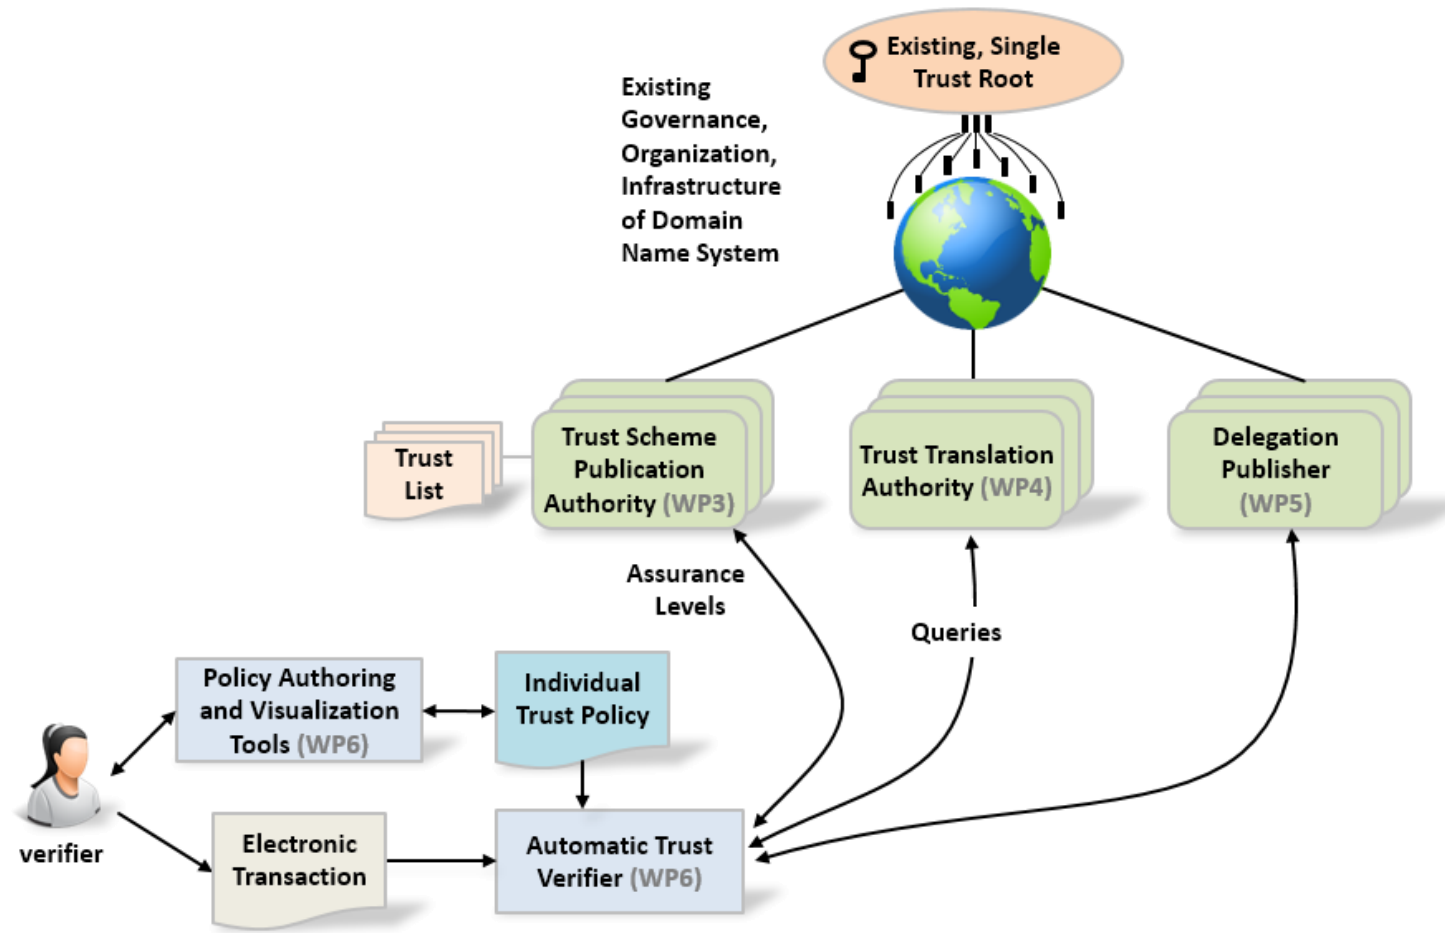 Existing, Single
Trust Root
Existing
Governance,
Organization,
Infrastructure
of Domain
Name System
Trust
List
Trust Scheme
Publication
Authority (WP3)
Trust Translation
Authority (WP4)
Delegation
Publisher
(WP5)
Assurance
Levels
Queries
Policy Authoring
and Visualization
Tools (WP6)
Individual
Trust Policy
verifier
Electronic
Transaction
Automatic Trust
Verifier (WP6)